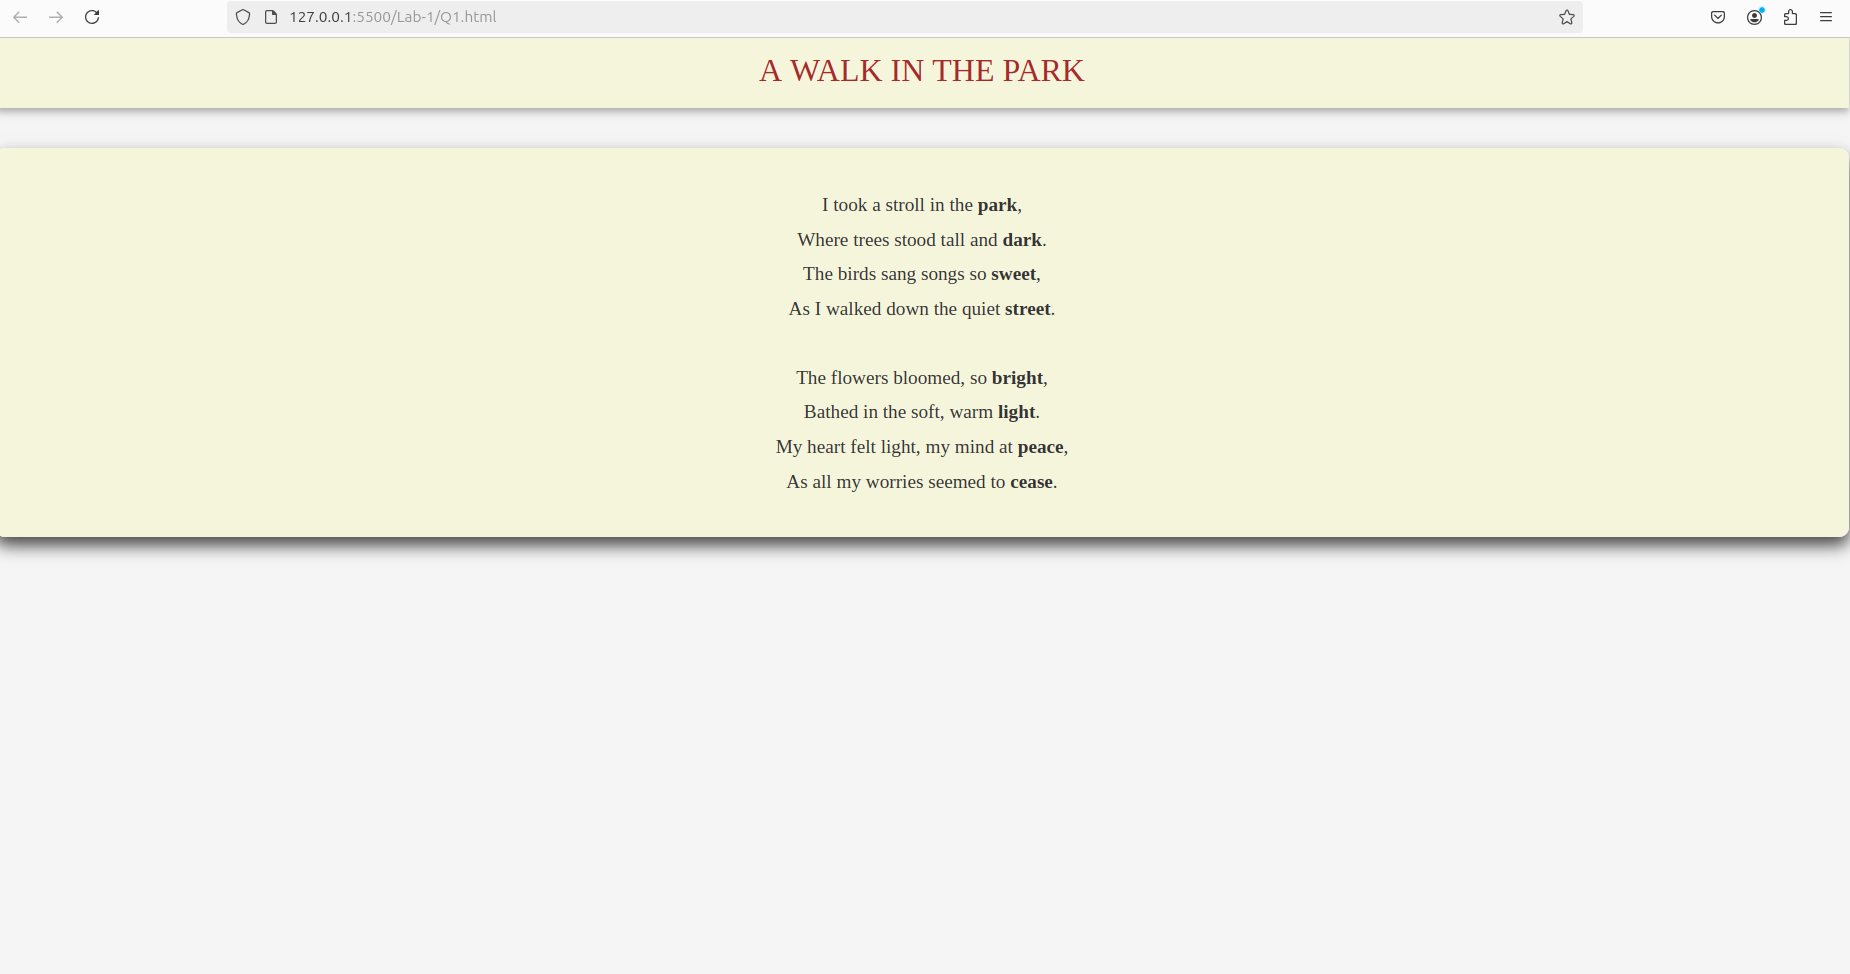 127.0.0.1:5500/Lab-1/Q1.html
A WALK IN THE PARK
I took a stroll in the park,
Where trees stood tall and dark.
The birds sang songs so sweet,
As I walked down the quiet street.
The flowers bloomed, so bright,
Bathed in the soft, warm light.
My heart felt light, my mind at peace,
As all my worries seemed to cease.